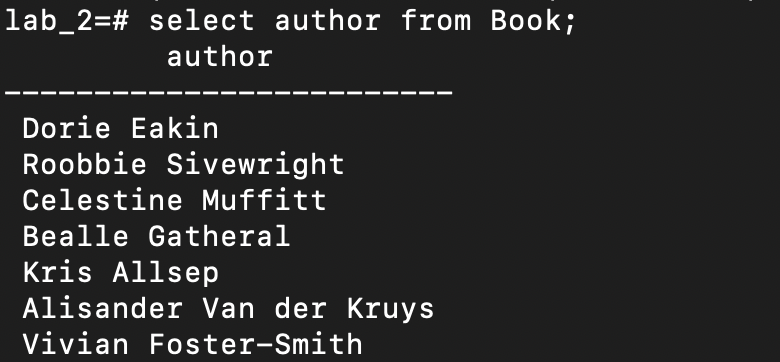 lab_2=# select author from Book;
author
-------------------------
Dorie Eakin
Roobbie Sivewright
Celestine Muffitt
Bealle Gatheral
Kris Allsep
Alisander Van der Kruys
Vivian Foster-Smith